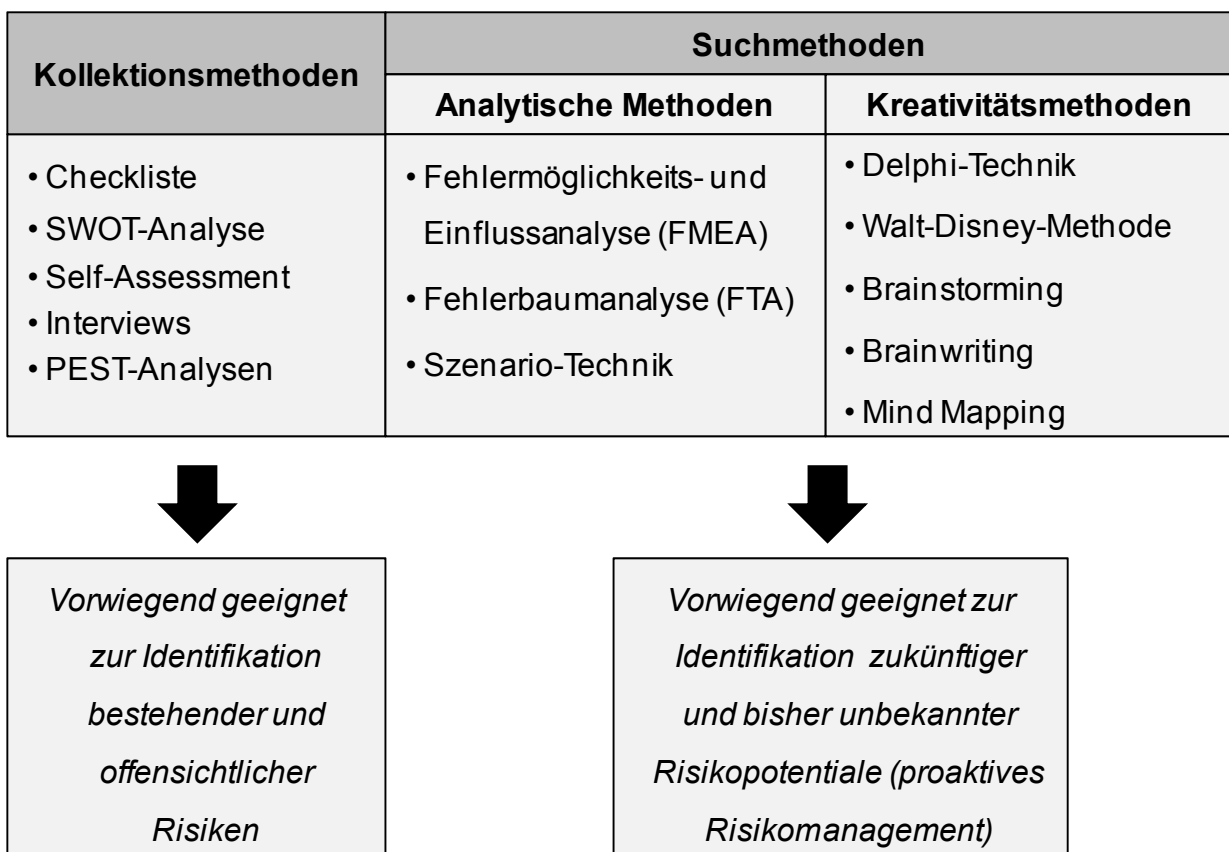 Kollektionsmethoden
Suchmethoden
Analytische Methoden
Kreativitätsmethoden
• Checkliste
• SWOT-Analyse
• Self-Assessment
• Interviews
• PEST-Analysen
• Fehlermöglichkeits- und
Einflussanalyse (FMEA)
• Fehlerbaumanalyse (FTA)
• Szenario-Technik
• Delphi-Technik
• Walt-Disney-Methode
• Brainstorming
• Brainwriting
• Mind Mapping
Vorwiegend geeignet
zur Identifikation
bestehender und
offensichtlicher
Risiken
Vorwiegend geeignet zur
Identifikation zukünftiger
und bisher unbekannter
Risikopotentiale (proaktives
Risikomanagement)